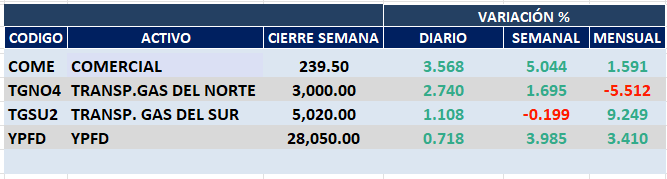 VARIACIÓN %
CODIGO ACTIVO CIERRE SEMANA DIARIO SEMANAL MENSUAL
COME COMERCIAL 239.50 3.568 5.044 1.591
TGNO4 TRANSP.GAS DEL NORTE 3,000.00 2.740 1.695 -5.512
TGSU2 TRANSP. GAS DEL SUR 5,020.00 1.108 -0.199 9.249
YPFD YPFD 28,050.00 0.718 3.985 3.410